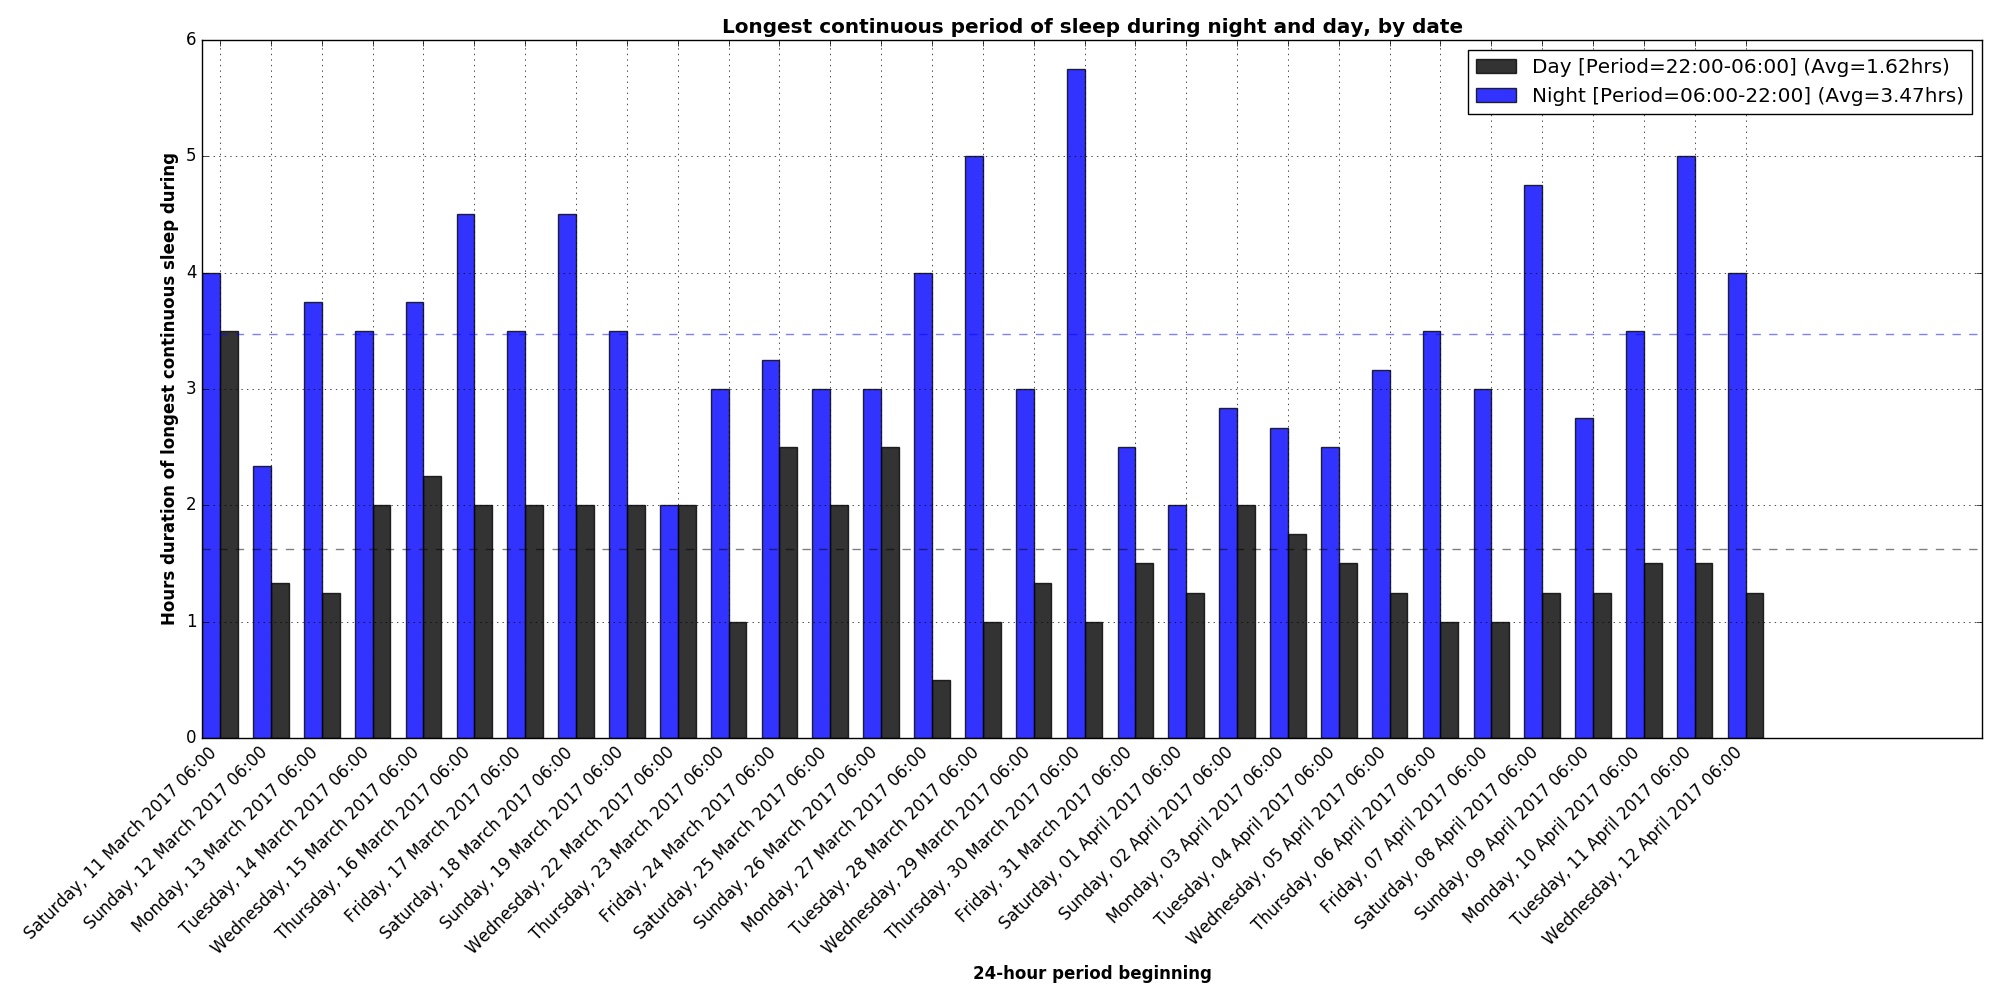 Longest continuous period of sleep during night and day, by date
Day [Period=22:00-06:00] (Avg=1.62hrs)
Night [Period=06:00-22:00] (Avg=3.47hrs)
Hours duration of longest continuous sleep during
6
5
4
3
2
1
0
Saturday, 11 March 2017 06:00
Sunday, 12 March 2017 06:00
Monday, 13 March 2017 06:00
Tuesday, 14 March 2017 06:00
Wednesday, 15 March 2017 06:00
Thursday, 16 March 2017 06:00
Friday, 17 March 2017 06:00
Saturday, 18 March 2017 06:00
Sunday, 19 March 2017 06:00
Wednesday, 22 March 2017 06:00
Thursday, 23 March 2017 06:00
Friday, 24 March 2017 06:00
Saturday, 25 March 2017 06:00
Sunday, 26 March 2017 06:00
Monday, 27 March 2017 06:00
Tuesday, 28 March 2017 06:00
Wednesday, 29 March 2017 06:00
Thursday, 30 March 2017 06:00
Friday, 31 March 2017 06:00
Saturday, 01 April 2017 06:00
Sunday, 02 April 2017 06:00
Monday, 03 April 2017 06:00
Tuesday, 04 April 2017 06:00
Wednesday, 05 April 2017 06:00
Thursday, 06 April 2017 06:00
Friday, 07 April 2017 06:00
Saturday, 08 April 2017 06:00
Sunday, 09 April 2017 06:00
Monday, 10 April 2017 06:00
Tuesday, 11 April 2017 06:00
Wednesday, 12 April 2017 06:00
24-hour period beginning